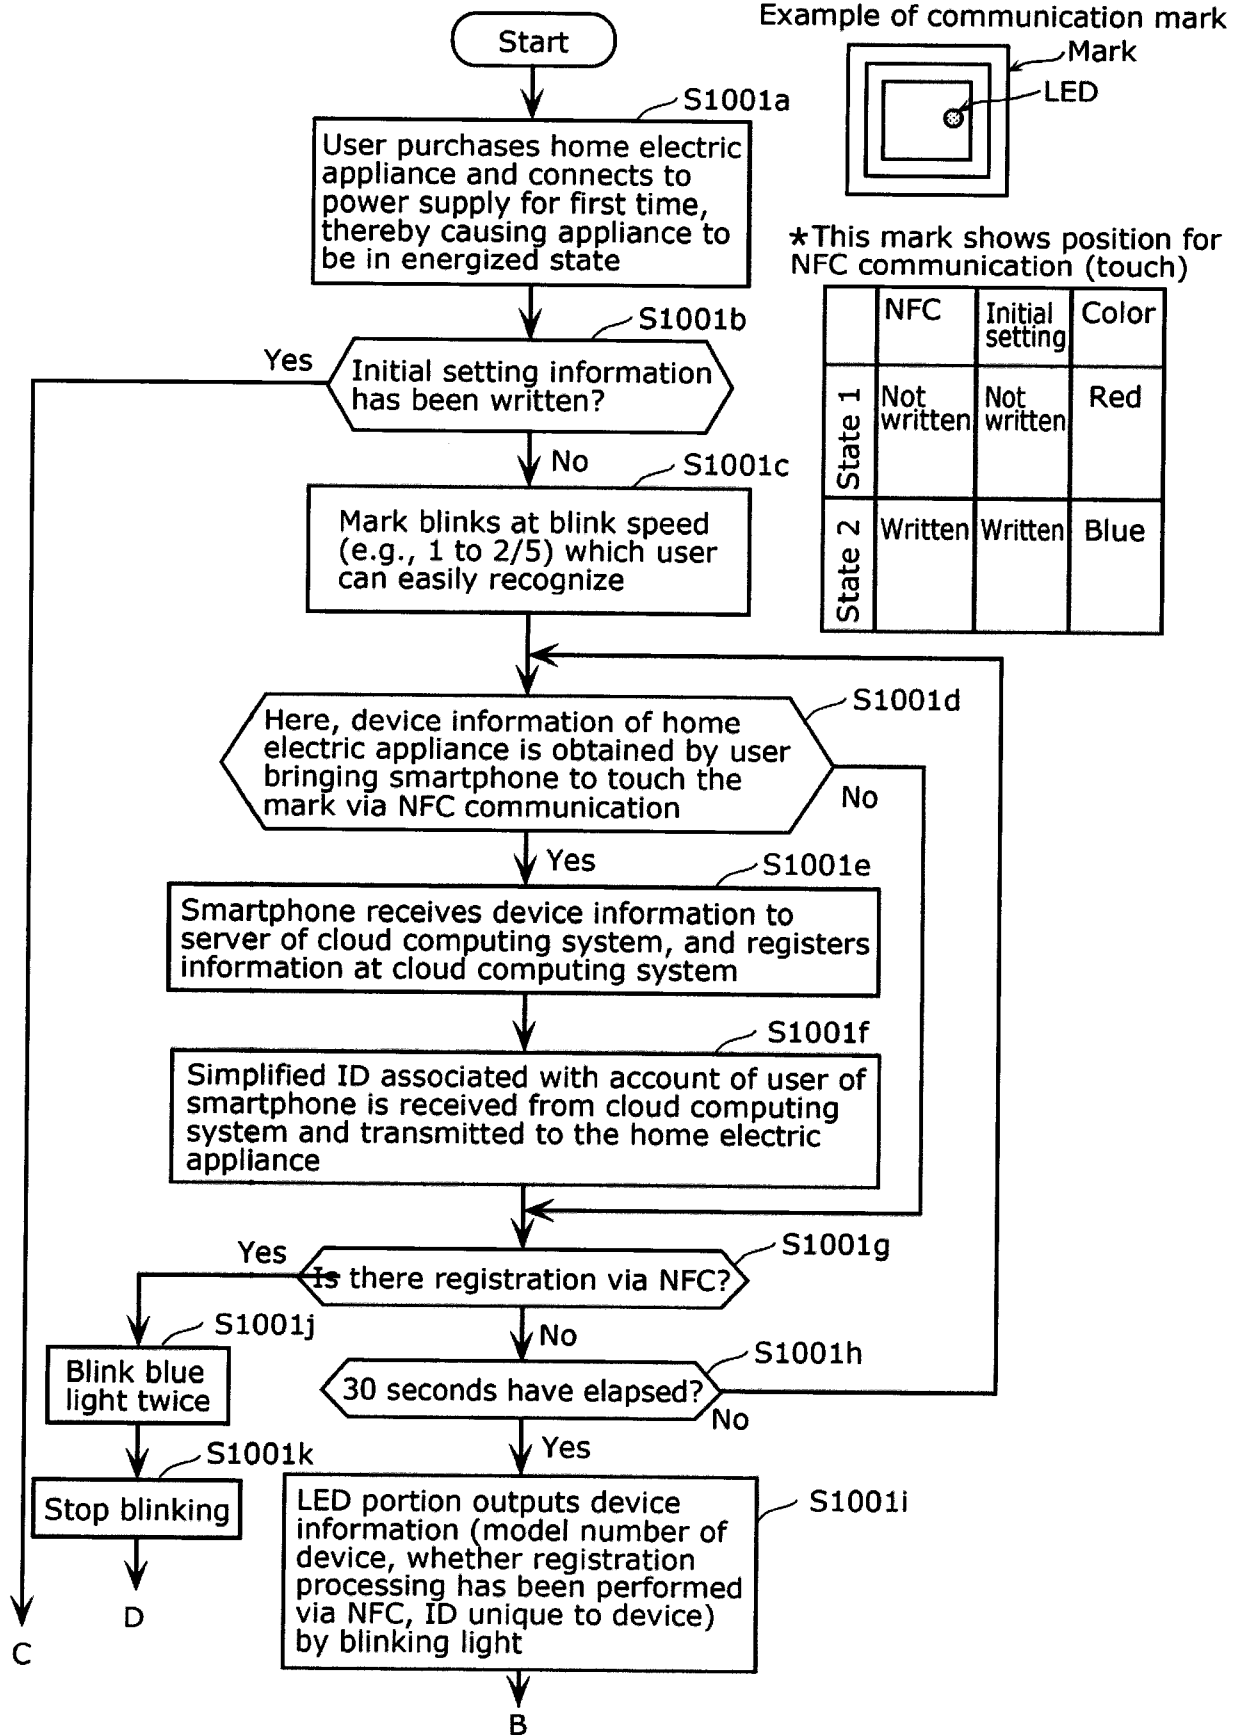 Start
Example of communication mark
Mark
LED
S1001a
User purchases home electric
appliance and connects to
power supply for first time,
thereby causing appliance to
be in energized state
*This mark shows position for
NFC communication (touch)
NFC
Initial
setting
Color
State 1
Not
written
Not
written
Red
State 2
Written
Written
Blue
S1001b
Yes
Initial setting information
has been written?
No
S1001c
Mark blinks at blink speed
(e.g., 1 to 2/5) which user
can easily recognize
S1001d
Here, device information of home
electric appliance is obtained by user
bringing smartphone to touch the
mark via NFC communication
No
Yes
S1001e
Smartphone receives device information to
server of cloud computing system, and registers
information at cloud computing system
S1001f
Simplified ID associated with account of user of
smartphone is received from cloud computing
system and transmitted to the home electric
appliance
S1001g
Yes
Is there registration via NFC?
No
S1001j
Blink blue
light twice
S1001h
30 seconds have elapsed?
No
Yes
S1001k
Stop blinking
S1001i
LED portion outputs device
information (model number of
device, whether registration
processing has been performed
via NFC, ID unique to device)
by blinking light
D
C
B